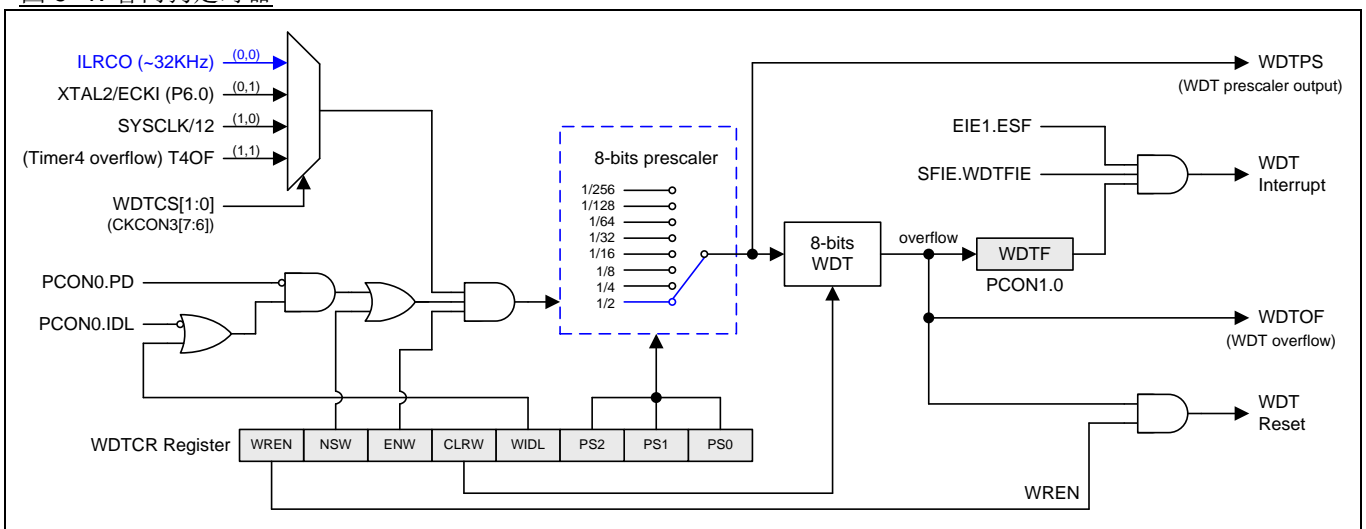 ILRCO (~32KHz) (0,0)
XTAL2/ECKI (P6.0) (0,1)
SYSCLK/12 (1,0)
(Timer4 overflow) T4OF (1,1)
WDTCS[1:0]
(CKCON3[7:6])
PCON0.PD
PCON0.IDL
8-bits prescaler
1/256
1/128
1/64
1/32
1/16
1/8
1/4
1/2
8-bits
WDT
overflow
WDTF
PCON1.0
WDTPS
(WDT prescaler output)
EIE1.ESF
SFIE.WDTFIE
WDT
Interrupt
WDTOF
(WDT overflow)
WDT
Reset
WDTCR Register WREN NSW ENW CLRW WIDL PS2 PS1 PS0
WREN